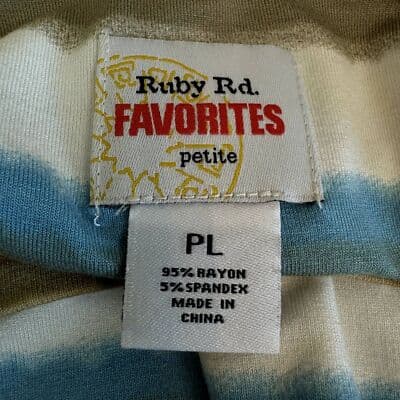 Ruby Rd.
FAVORITES
petite
PL
95% RAYON
5% SPANDEX
MADE IN
CHINA